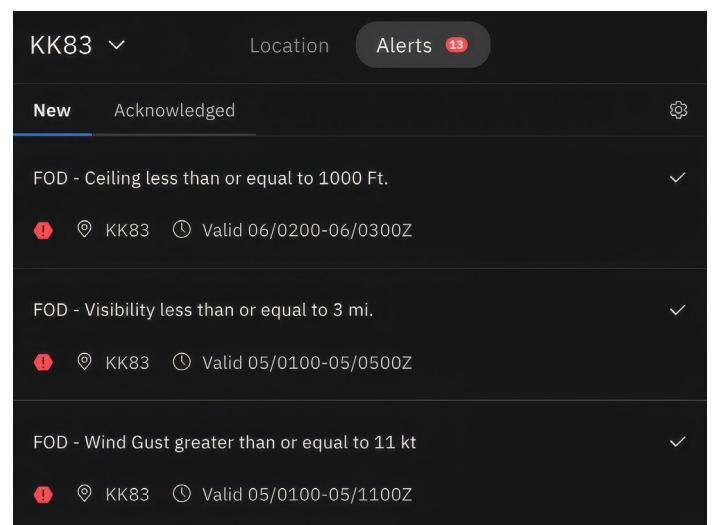 KK83
Location
Alerts 13
New
Acknowledged
FOD - Ceiling less than or equal to 1000 Ft.
KK83 Valid 06/0200-06/0300Z
FOD - Visibility less than or equal to 3 mi.
KK83 Valid 05/0100-05/0500Z
FOD - Wind Gust greater than or equal to 11 kt
KK83 Valid 05/0100-05/1100Z